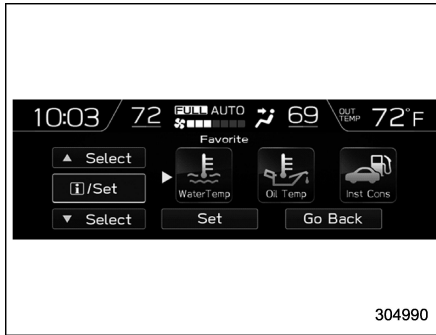 10:03 72 FULL AUTO 69 OUT TEMP 72°F
Favorite
▲ Select
i/Set
▼ Select
WaterTemp Oil Temp Inst Cons
Set Go Back
304990